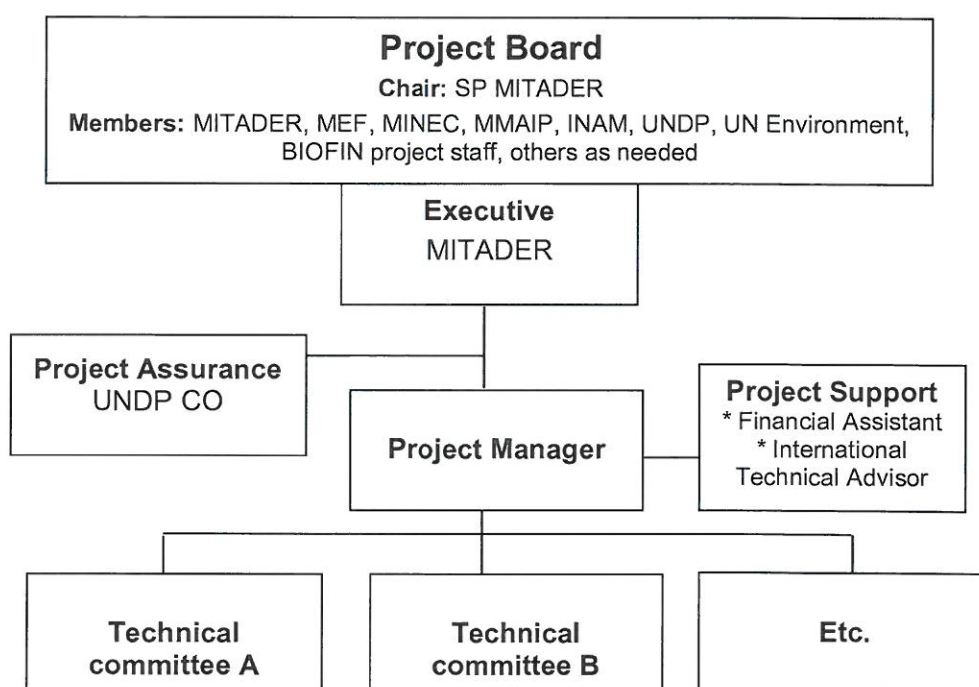 Project Board
Chair: SP MITADER
Members: MITADER, MEF, MINEC, MMAIP, INAM, UNDP, UN Environment,
BIOFIN project staff, others as needed
Executive
MITADER
Project Assurance
UNDP CO
Project Manager
Project Support
* Financial Assistant
* International
Technical Advisor
Technical
committee A
Technical
committee B
Etc.